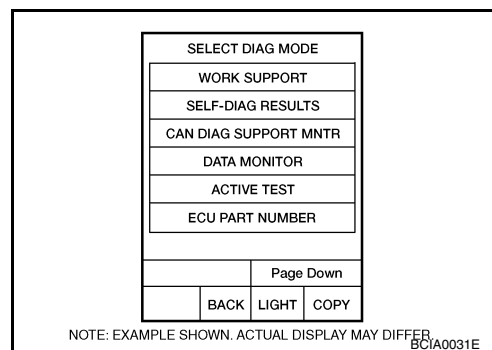 SELECT DIAG MODE
WORK SUPPORT
SELF-DIAG RESULTS
CAN DIAG SUPPORT MNTR
DATA MONITOR
ACTIVE TEST
ECU PART NUMBER
Page Down
BACK LIGHT COPY
NOTE: EXAMPLE SHOWN. ACTUAL DISPLAY MAY DIFFER.
BCIA0031E